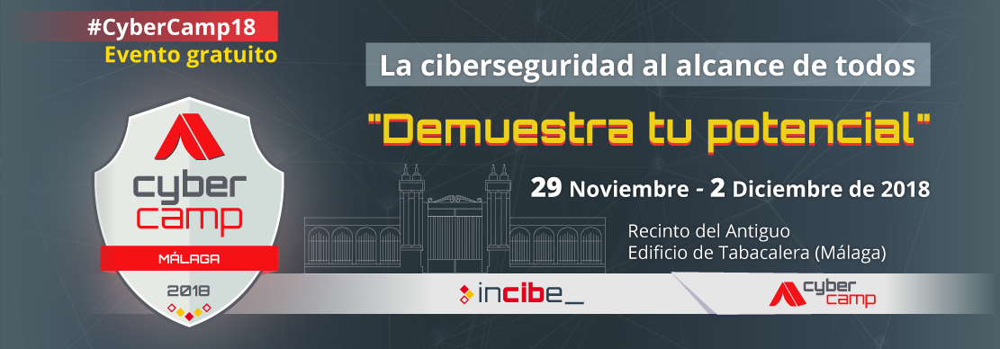 #CyberCamp18
Evento gratuito
cyber
camp
MÁLAGA
2018
La ciberseguridad al alcance de todos
"Demuestra tu potencial"
29 Noviembre - 2 Diciembre de 2018
Recinto del Antiguo
Edificio de Tabacalera (Málaga)
incibe_
cyber
camp